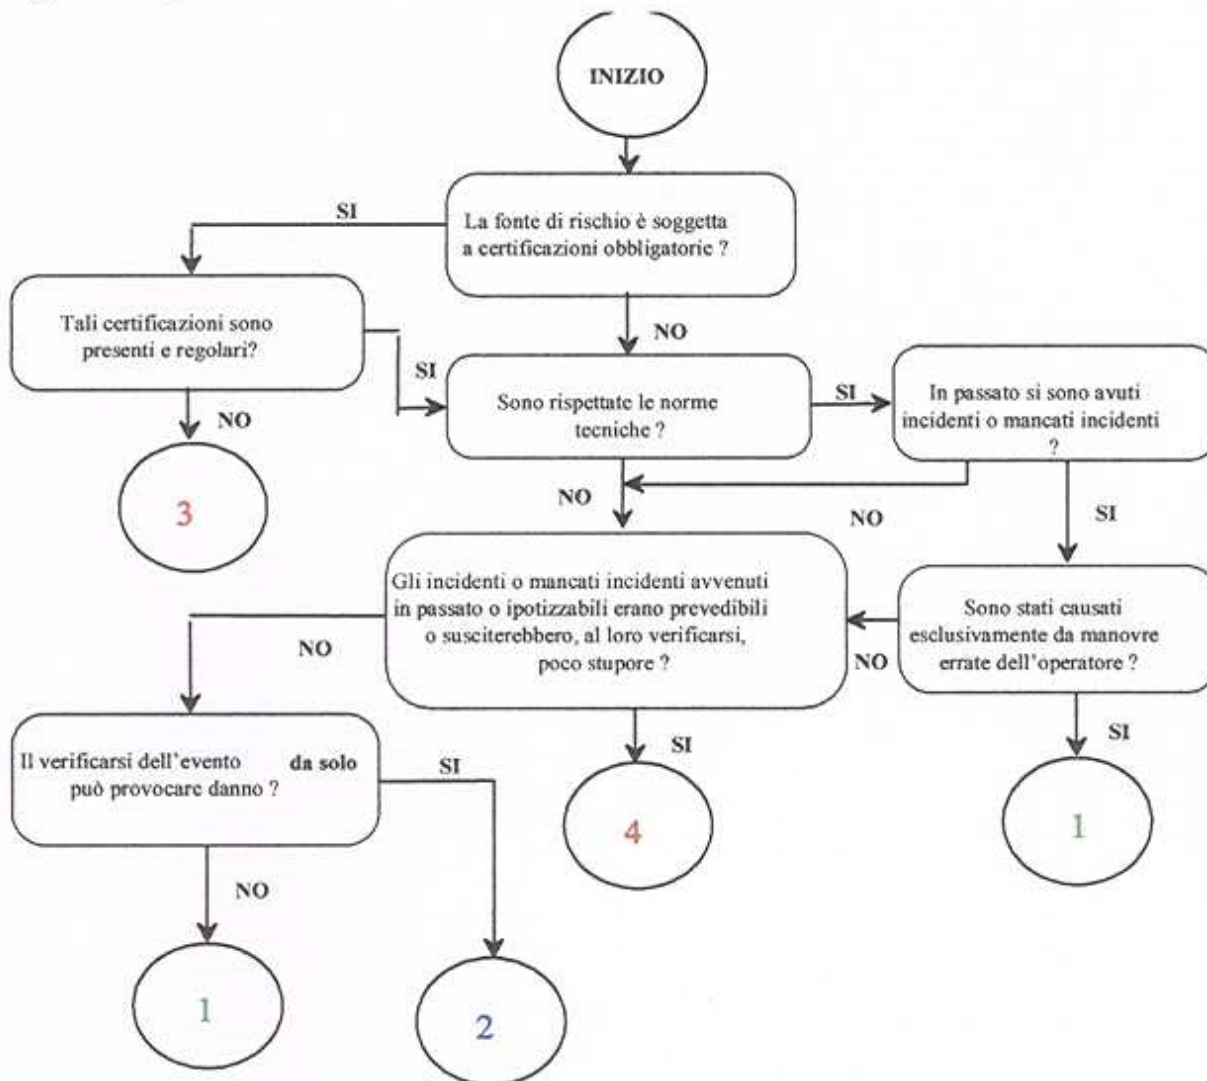 INIZIO
SI
La fonte di rischio è soggetta
a certificazioni obbligatorie ?
Tali certificazioni sono
presenti e regolari?
NO
SI
Sono rispettate le norme
tecniche ?
SI
In passato si sono avuti
incidenti o mancati incidenti
?
NO
3
NO
NO
SI
Gli incidenti o mancati incidenti avvenuti
in passato o ipotizzabili erano prevedibili
o susciterebbero, al loro verificarsi,
poco stupore ?
Sono stati causati
esclusivamente da manovre
errate dell'operatore ?
NO
NO
Il verificarsi dell'evento da solo
può provocare danno ?
SI
SI
SI
4
1
NO
1
2